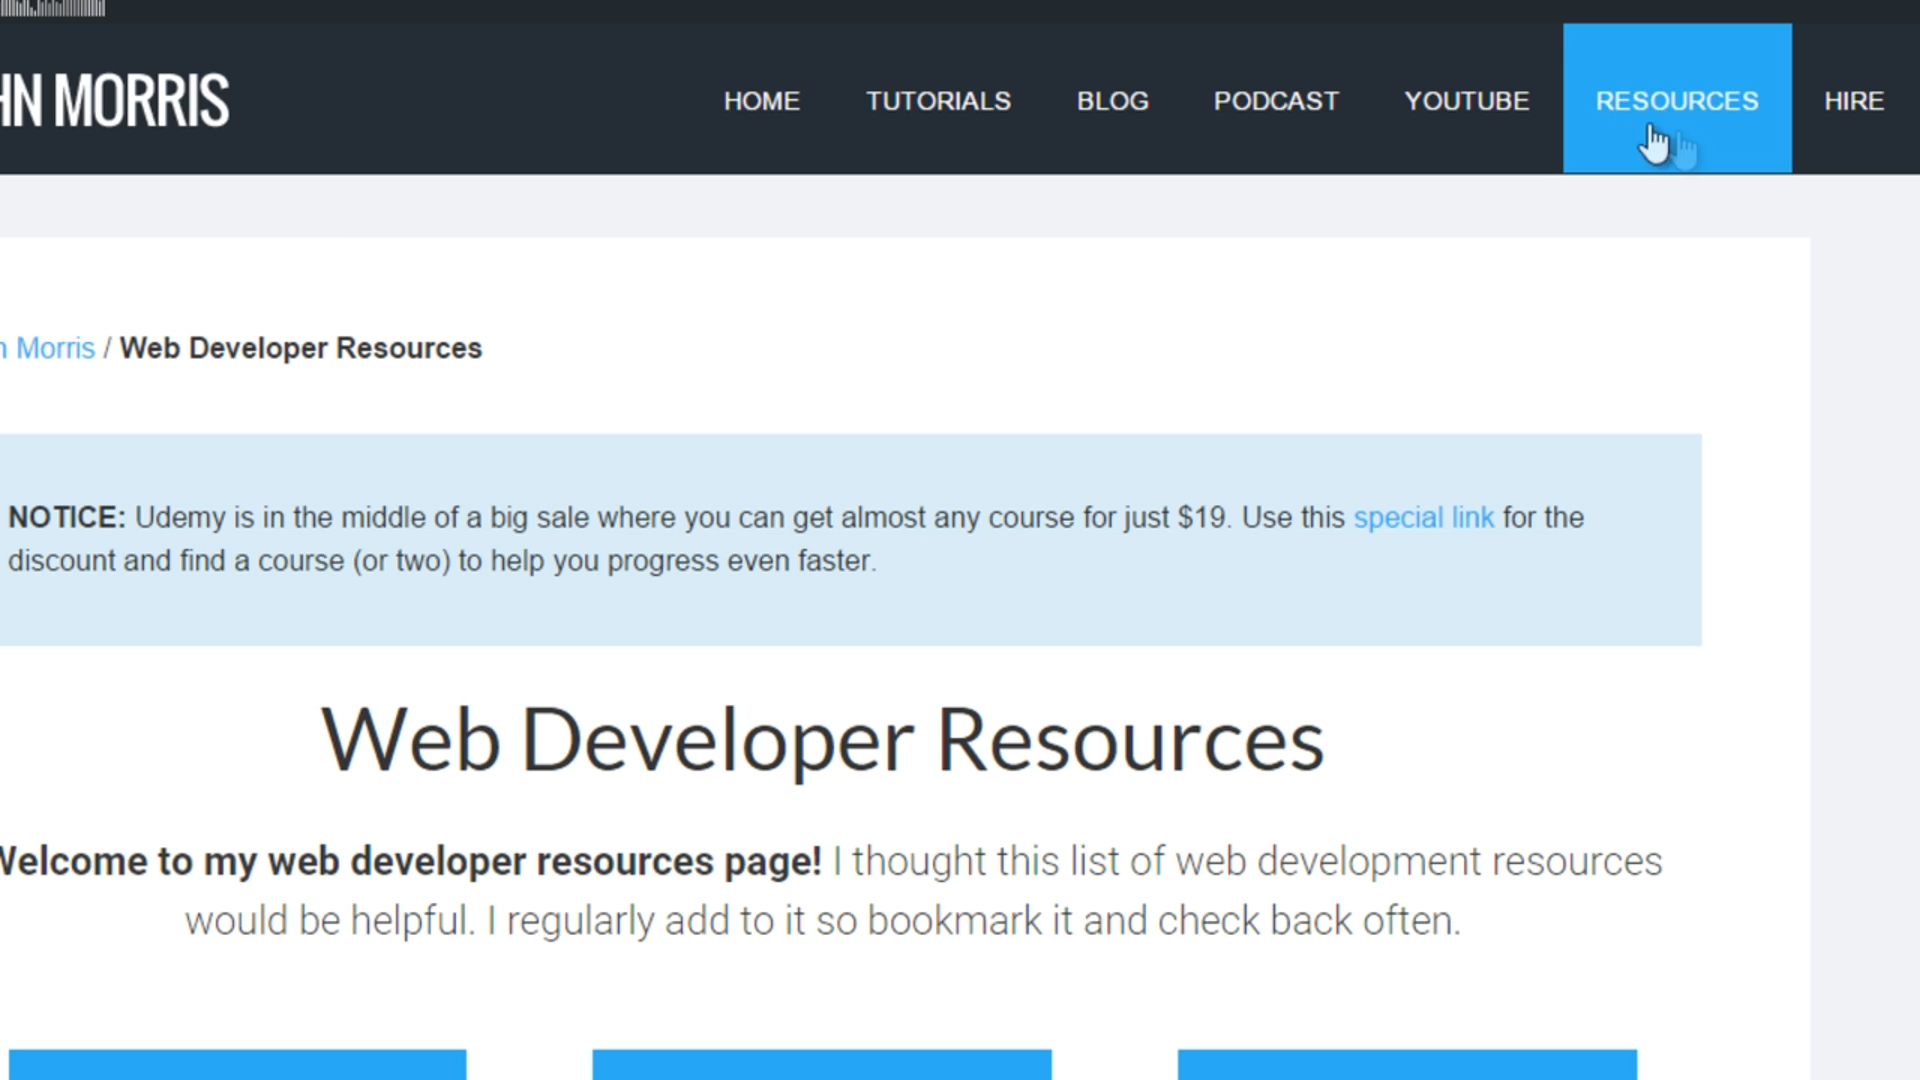 HN MORRIS
HOME TUTORIALS BLOG PODCAST YOUTUBE RESOURCES HIRE
n Morris / Web Developer Resources
NOTICE: Udemy is in the middle of a big sale where you can get almost any course for just $19. Use this special link for the
discount and find a course (or two) to help you progress even faster.
Web Developer Resources
Welcome to my web developer resources page! I thought this list of web development resources
would be helpful. I regularly add to it so bookmark it and check back often.